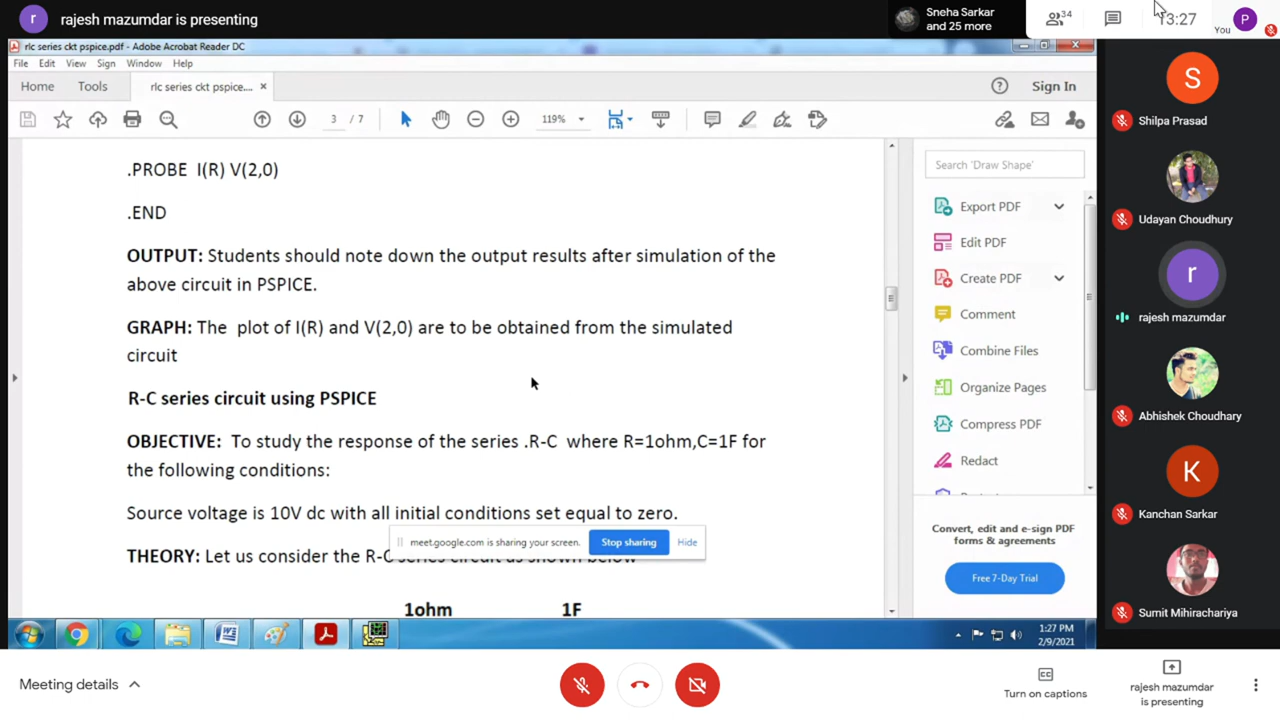 r rajesh mazumdar is presenting
Sneha Sarkar
and 25 more
34
13:27
You
P
rlc series ckt pspice.pdf - Adobe Acrobat Reader DC
File Edit View Sign Window Help
Home Tools rlc series ckt pspice.... ×
Sign In
3 / 7
119%
.PROBE I(R) V(2,0)
.END
OUTPUT: Students should note down the output results after simulation of the
above circuit in PSPICE.
GRAPH: The plot of I(R) and V(2,0) are to be obtained from the simulated
circuit
R-C series circuit using PSPICE
OBJECTIVE: To study the response of the series .R-C where R=1ohm,C=1F for
the following conditions:
Source voltage is 10V dc with all initial conditions set equal to zero.
meet.google.com is sharing your screen. Stop sharing Hide
THEORY: Let us consider the R-C series circuit as shown below
1ohm 1F
Search 'Draw Shape'
Export PDF
Edit PDF
Create PDF
Comment
Combine Files
Organize Pages
Compress PDF
Redact
Convert, edit and e-sign PDF
forms & agreements
Free 7-Day Trial
1:27 PM
2/9/2021
S
Shilpa Prasad
Udayan Choudhury
r
rajesh mazumdar
Abhishek Choudhary
K
Kanchan Sarkar
Sumit Mihirachariya
Meeting details
Turn on captions
rajesh mazumdar
is presenting